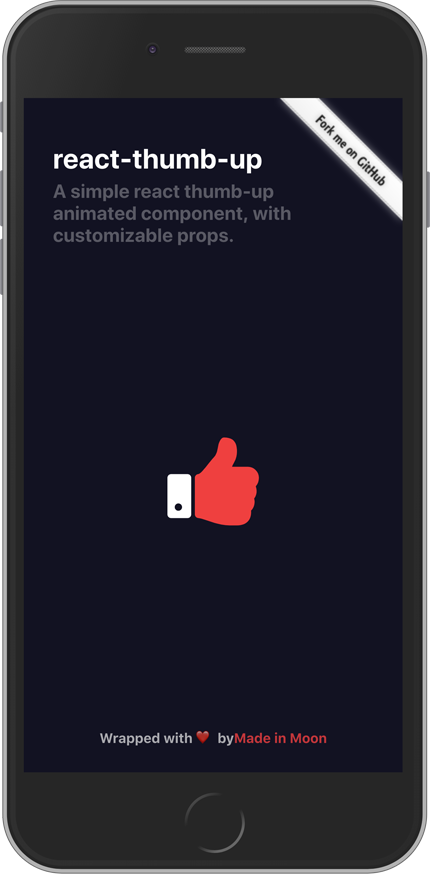 Fork me on GitHub
react-thumb-up
A simple react thumb-up
animated component, with
customizable props.
Wrapped with ❤️ byMade in Moon